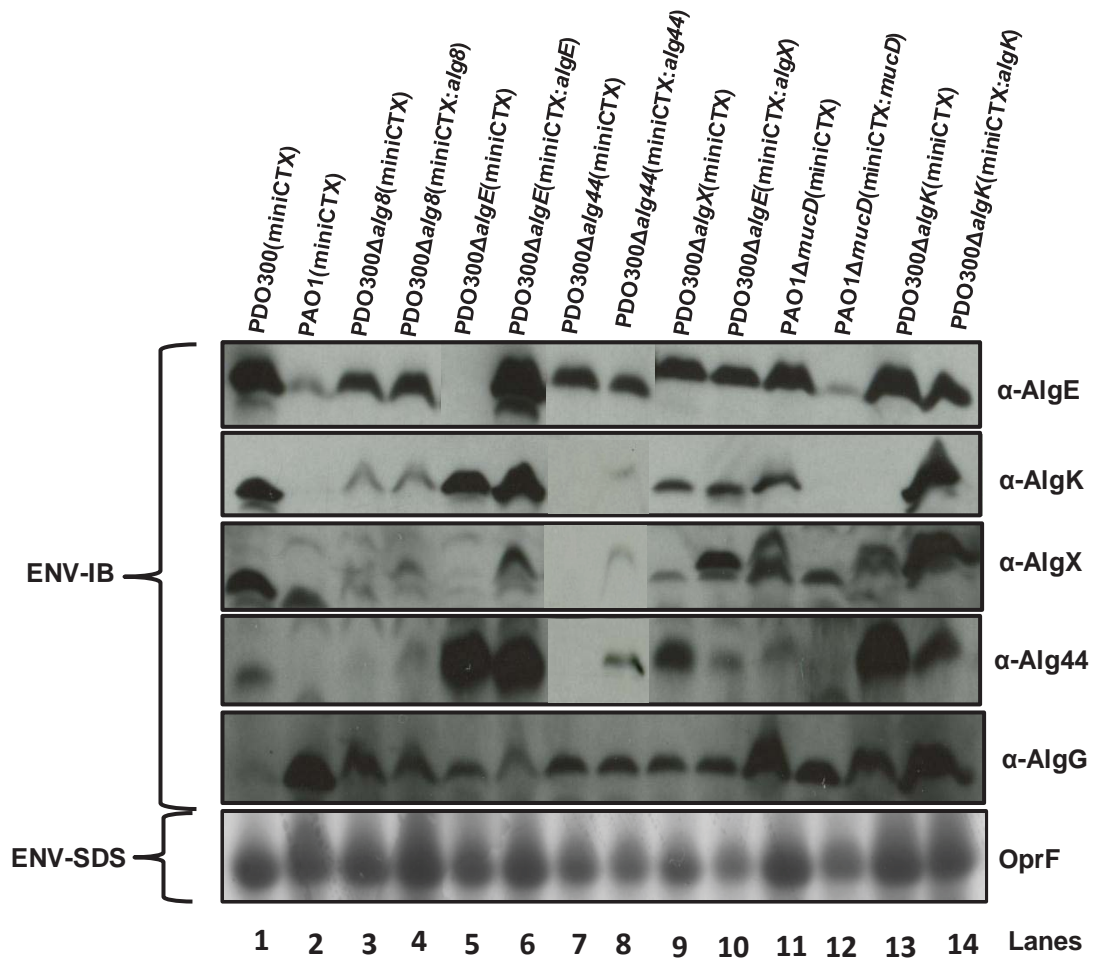 PDO300(miniCTX)
PAO1(miniCTX)
PDO300Δalg8(miniCTX)
PDO300Δalg8(miniCTX:alg8)
PDO300ΔalgE(miniCTX)
PDO300ΔalgE(miniCTX:algE)
PDO300Δalg44(miniCTX)
PDO300Δalg44(miniCTX:alg44)
PDO300ΔalgX(miniCTX)
PDO300ΔalgE(miniCTX:algX)
PAO1ΔmucD(miniCTX)
PAO1ΔmucD(miniCTX:mucD)
PDO300ΔalgK(miniCTX)
PDO300ΔalgK(miniCTX:algK)
α-AlgE
α-AlgK
α-AlgX
ENV-IB
α-Alg44
α-AlgG
ENV-SDS
OprF
1 2 3 4 5 6 7 8 9 10 11 12 13 14 Lanes